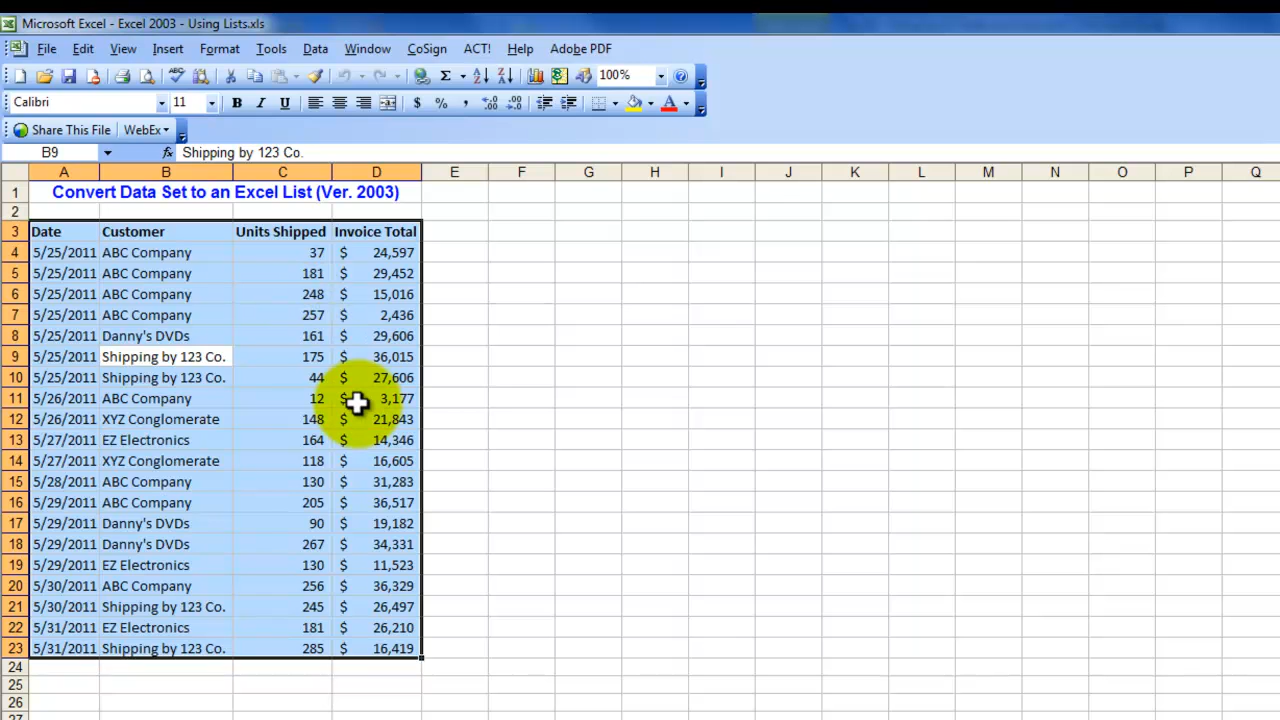 Microsoft Excel - Excel 2003 - Using Lists.xls
File Edit View Insert Format Tools Data Window CoSign ACT! Help Adobe PDF
Σ 100%
Calibri 11 B I U $ % , A
Share This File WebEx
B9 fx Shipping by 123 Co.
A B C D E F G H I J K L M N O P Q
1 Convert Data Set to an Excel List (Ver. 2003)
2
3 Date Customer Units Shipped Invoice Total
4 5/25/2011 ABC Company 37 $ 24,597
5 5/25/2011 ABC Company 181 $ 29,452
6 5/25/2011 ABC Company 248 $ 15,016
7 5/25/2011 ABC Company 257 $ 2,436
8 5/25/2011 Danny's DVDs 161 $ 29,606
9 5/25/2011 Shipping by 123 Co. 175 $ 36,015
10 5/25/2011 Shipping by 123 Co. 44 $ 27,606
11 5/26/2011 ABC Company 12 $ 3,177
12 5/26/2011 XYZ Conglomerate 148 $ 21,843
13 5/27/2011 EZ Electronics 164 $ 14,346
14 5/27/2011 XYZ Conglomerate 118 $ 16,605
15 5/28/2011 ABC Company 130 $ 31,283
16 5/29/2011 ABC Company 205 $ 36,517
17 5/29/2011 Danny's DVDs 90 $ 19,182
18 5/29/2011 Danny's DVDs 267 $ 34,331
19 5/29/2011 EZ Electronics 130 $ 11,523
20 5/30/2011 ABC Company 256 $ 36,329
21 5/30/2011 Shipping by 123 Co. 245 $ 26,497
22 5/31/2011 EZ Electronics 181 $ 26,210
23 5/31/2011 Shipping by 123 Co. 285 $ 16,419
24
25
26
27